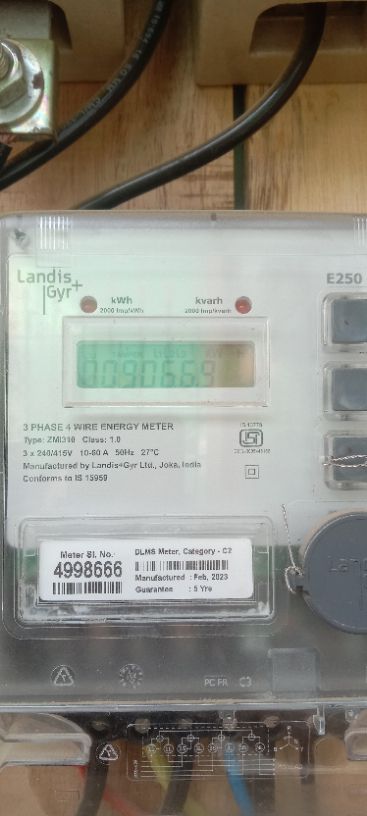 Landis
Gyr+
E250
kWh
2000 Imp/kWh
kvarh
2000 Imp/kvarh
0090669
3 PHASE 4 WIRE ENERGY METER
Type: ZMI310 Class: 1.0
3 x 240/415V 10-60 A 50Hz 27°C
Manufactured by Landis+Gyr Ltd., Joka, India
Conforms to IS 15959
Meter Sl. No.
4998666
DLMS Meter, Category - C2
Manufactured : Feb, 2023
Guarantee : 5 Yrs
PC FR